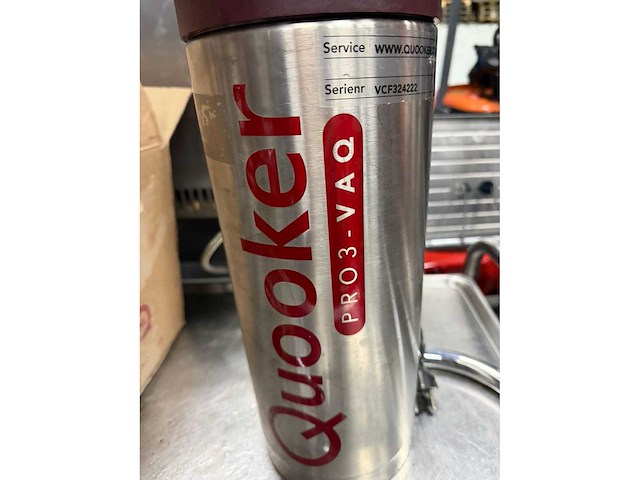 Service WWW.QUOOKER
Serienr VCF324222
Quooker
PRO3-VAQ